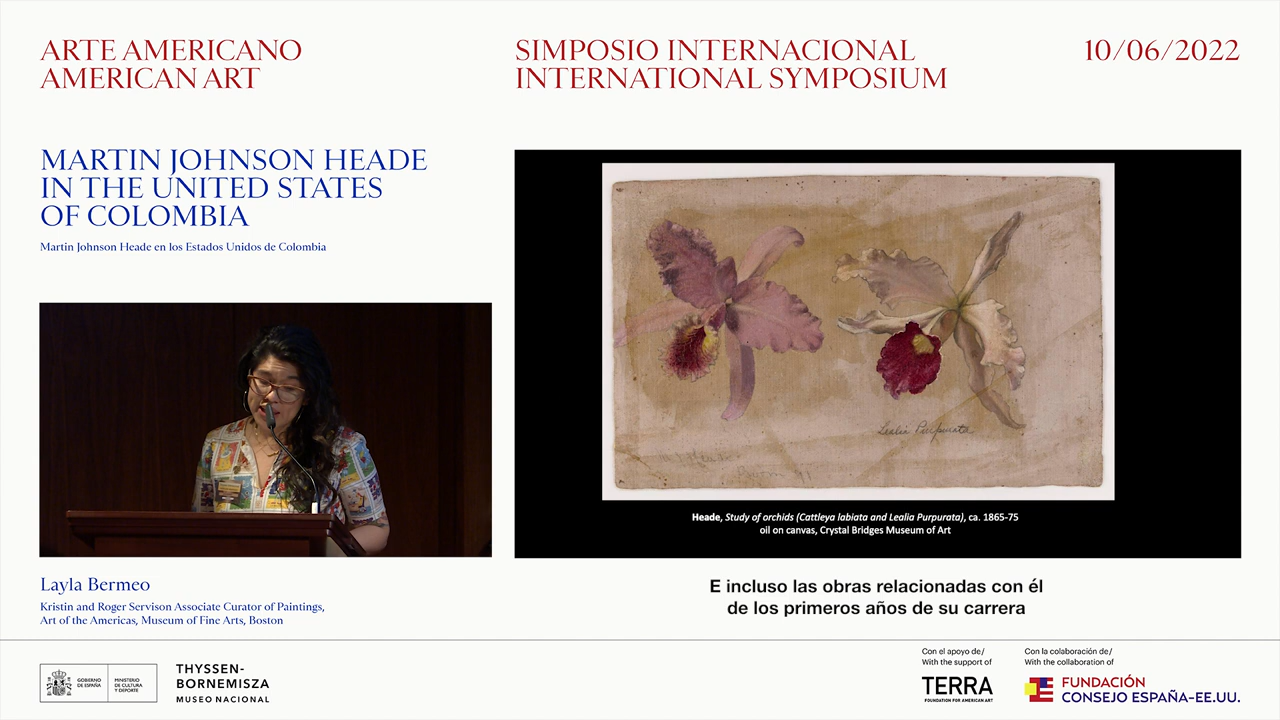 ARTE AMERICANO
AMERICAN ART
SIMPOSIO INTERNACIONAL
INTERNATIONAL SYMPOSIUM
10/06/2022
MARTIN JOHNSON HEADE
IN THE UNITED STATES
OF COLOMBIA
Martin Johnson Heade en los Estados Unidos de Colombia
Lealia Purpurata
Heade, Study of orchids (Cattleya labiata and Lealia Purpurata), ca. 1865-75
oil on canvas, Crystal Bridges Museum of Art
Layla Bermeo
Kristin and Roger Servison Associate Curator of Paintings,
Art of the Americas, Museum of Fine Arts, Boston
E incluso las obras relacionadas con él
de los primeros años de su carrera
GOBIERNO
DE ESPAÑA
MINISTERIO
DE CULTURA
Y DEPORTE
THYSSEN-
BORNEMISZA
MUSEO NACIONAL
Con el apoyo de/
With the support of
TERRA
FOUNDATION FOR AMERICAN ART
Con la colaboración de/
With the collaboration of
FUNDACIÓN
CONSEJO ESPAÑA-EE.UU.